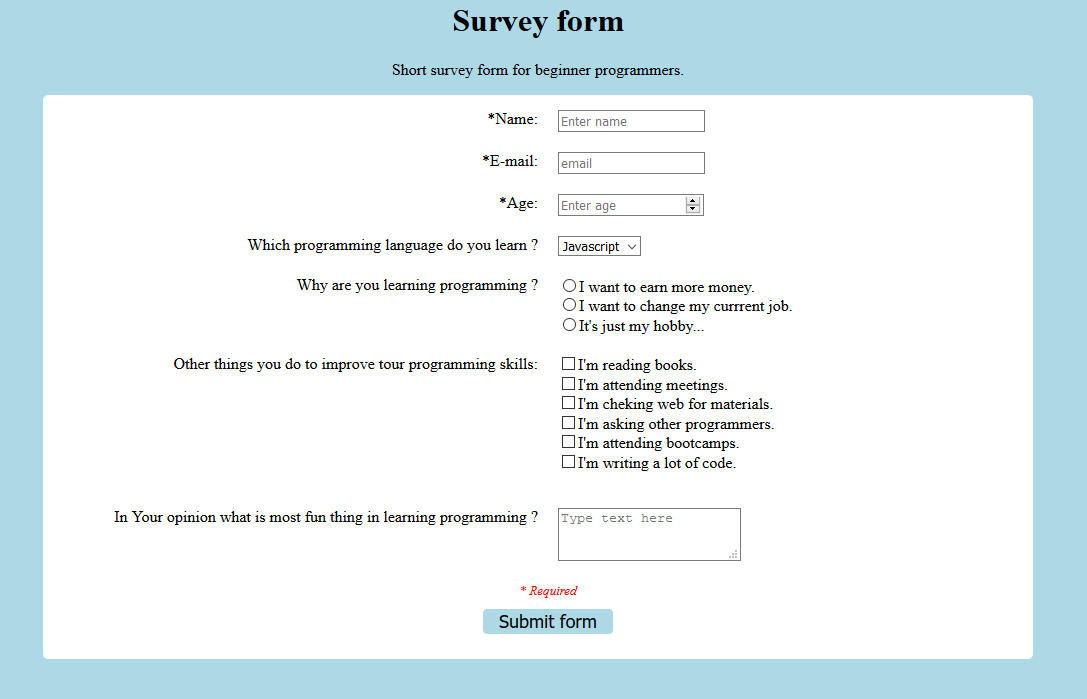 Survey form
Short survey form for beginner programmers.
*Name: Enter name
*E-mail: email
*Age: Enter age
Which programming language do you learn ? Javascript
Why are you learning programming ? I want to earn more money.
I want to change my currrent job.
It's just my hobby...
Other things you do to improve tour programming skills: I'm reading books.
I'm attending meetings.
I'm cheking web for materials.
I'm asking other programmers.
I'm attending bootcamps.
I'm writing a lot of code.
In Your opinion what is most fun thing in learning programming ? Type text here
* Required
Submit form